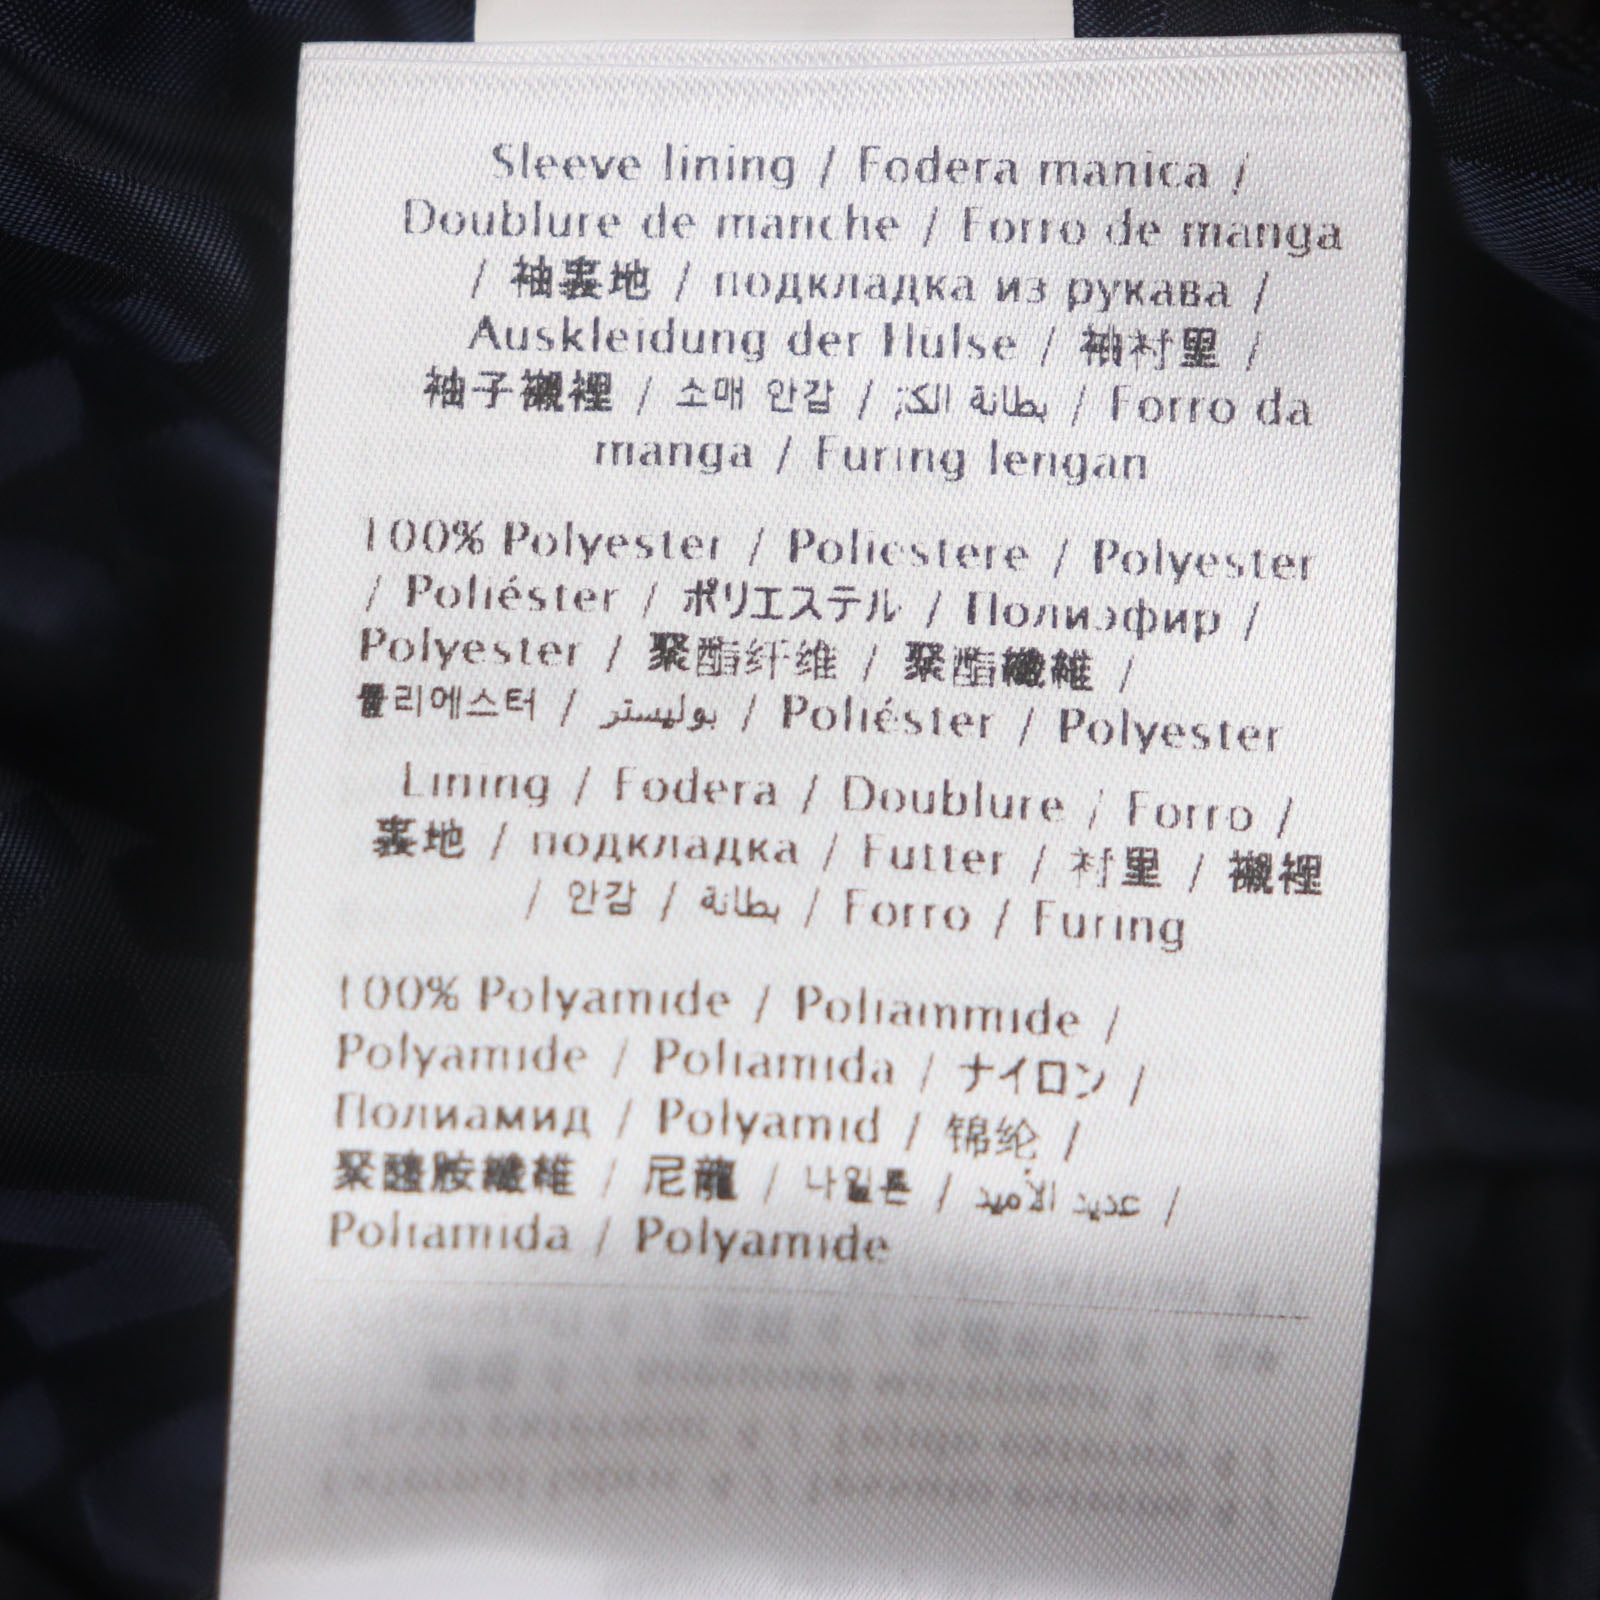 Sleeve lining / Fodera manica /
Doublure de manche / Forro de manga
/ 袖裏地 / подкладка из рукава /
Auskleidung der Hülse / 袖衬里 /
袖子襯裡 / 소매 안감 / بطانة الكم / Forro da
manga / Furing lengan
100% Polyester / Poliestere / Polyester
/ Poliéster / ポリエステル / Полиэфир /
Polyester / 聚酯纤维 / 聚酯纖維 /
폴리에스터 / بوليستر / Poliéster / Polyester
Lining / Fodera / Doublure / Forro /
裏地 / подкладка / Futter / 衬里 / 襯裡
/ 안감 / بطانة / Forro / Furing
100% Polyamide / Poliammide /
Polyamide / Poliamida / ナイロン /
Полиамид / Polyamid / 锦纶 /
聚醯胺纖維 / 尼龍 / 나일론 / عديد الأميد /
Poliamida / Polyamide